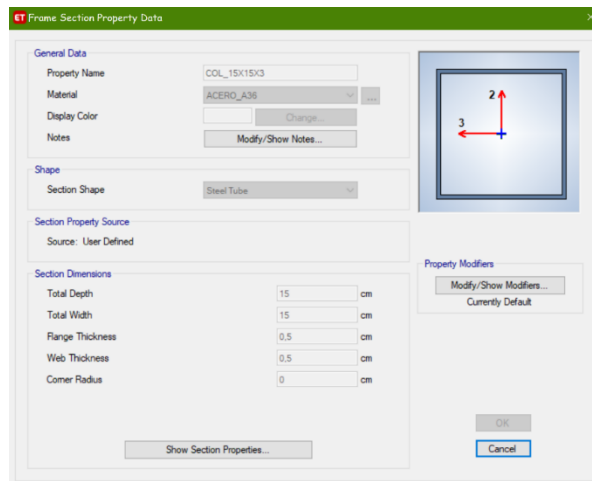 ET Frame Section Property Data
General Data
Property Name COL_15X15X3
Material ACERO_A36 ...
Display Color Change...
Notes Modify/Show Notes...
Shape
Section Shape Steel Tube
Section Property Source
Source: User Defined
Section Dimensions
Total Depth 15 cm
Total Width 15 cm
Flange Thickness 0,5 cm
Web Thickness 0,5 cm
Corner Radius 0 cm
Show Section Properties...
2
3
Property Modifiers
Modify/Show Modifiers...
Currently Default
OK
Cancel